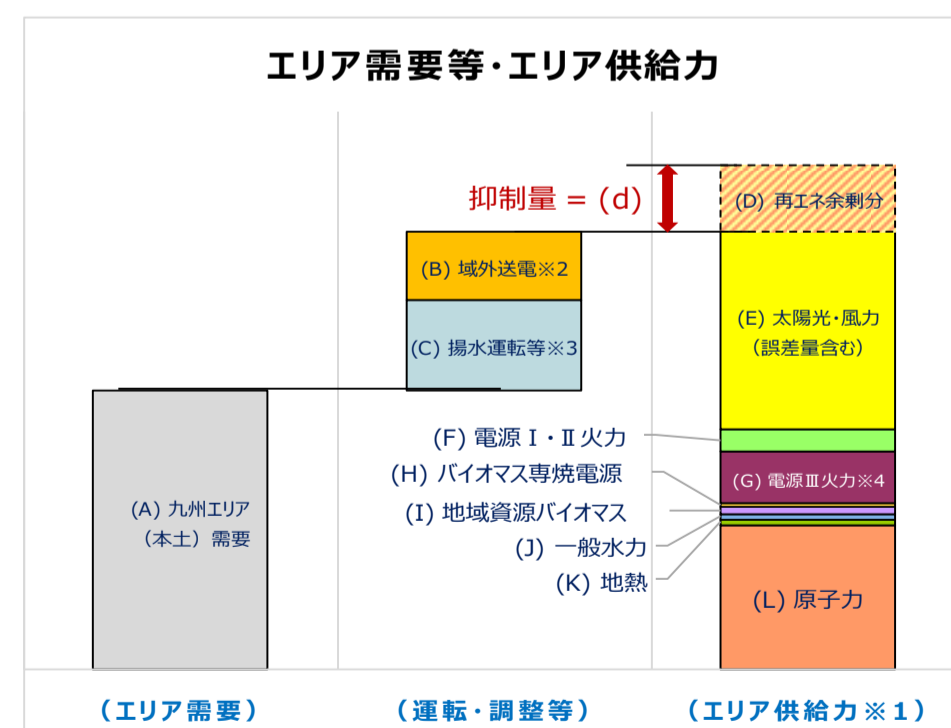 エリア需要等・エリア供給力
抑制量 = (d)
(D) 再エネ余剰分
(B) 域外送電※2
(C) 揚水運転等※3
(E) 太陽光・風力
（誤差量含む）
(F) 電源Ⅰ・Ⅱ火力
(G) 電源Ⅲ火力※4
(H) バイオマス専焼電源
(I) 地域資源バイオマス
(J) 一般水力
(K) 地熱
(A) 九州エリア
（本土）需要
(L) 原子力
（エリア需要）
（運転・調整等）
（エリア供給力※1）